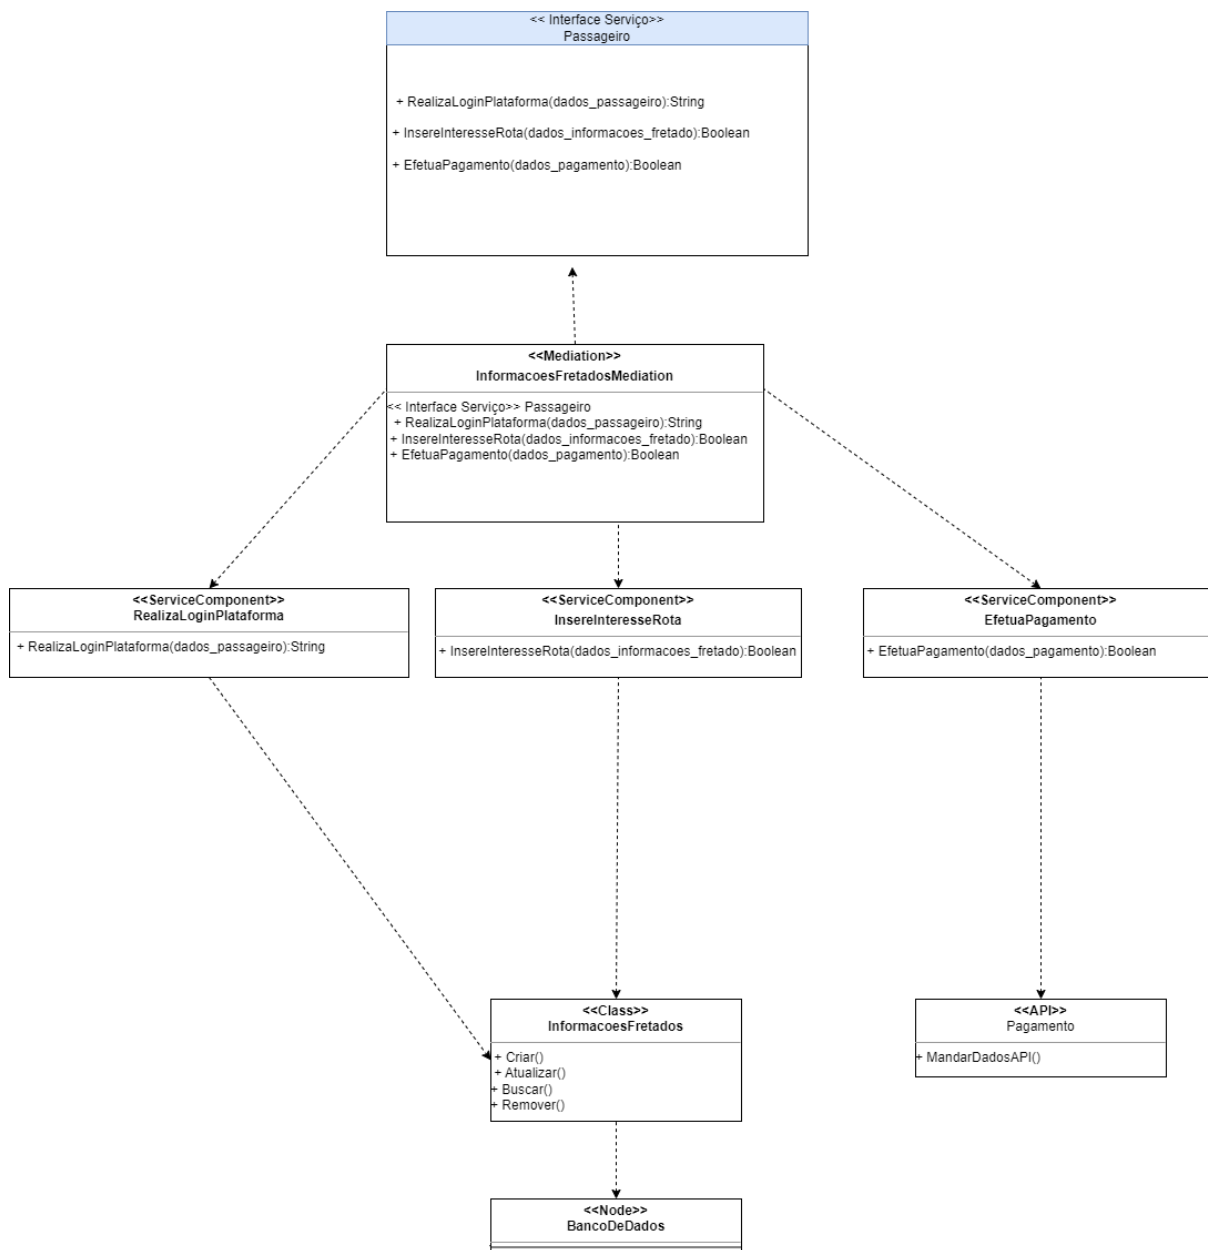 << Interface Serviço>>
Passageiro
+ RealizaLoginPlataforma(dados_passageiro):String
+ InsereInteresseRota(dados_informacoes_fretado):Boolean
+ EfetuaPagamento(dados_pagamento):Boolean
<<Mediation>>
InformacoesFretadosMediation
<< Interface Serviço>> Passageiro
+ RealizaLoginPlataforma(dados_passageiro):String
+ InsereInteresseRota(dados_informacoes_fretado):Boolean
+ EfetuaPagamento(dados_pagamento):Boolean
<<ServiceComponent>>
RealizaLoginPlataforma
+ RealizaLoginPlataforma(dados_passageiro):String
<<ServiceComponent>>
InsereInteresseRota
+ InsereInteresseRota(dados_informacoes_fretado):Boolean
<<ServiceComponent>>
EfetuaPagamento
+ EfetuaPagamento(dados_pagamento):Boolean
<<Class>>
InformacoesFretados
+ Criar()
+ Atualizar()
+ Buscar()
+ Remover()
<<API>>
Pagamento
+ MandarDadosAPI()
<<Node>>
BancoDeDados